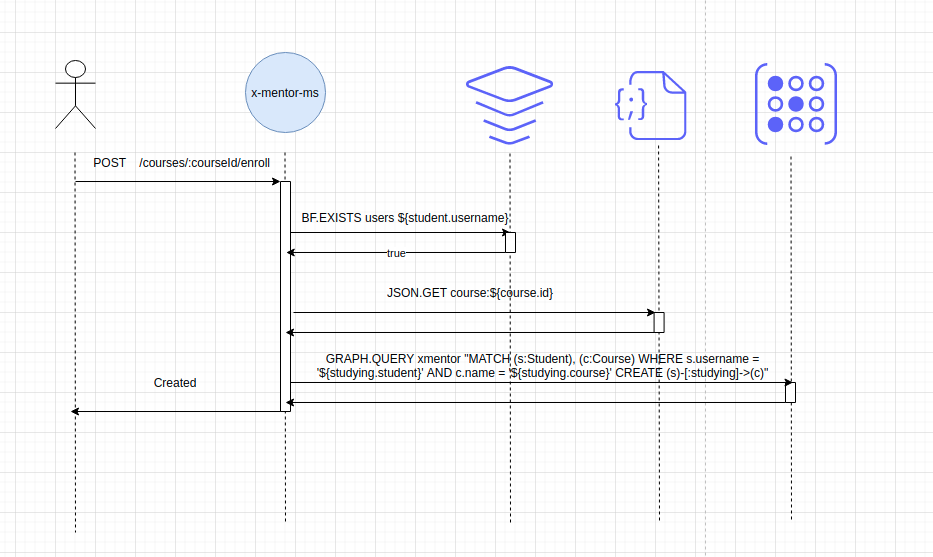 x-mentor-ms
{;}
POST /courses/:courseId/enroll
BF.EXISTS users ${student.username}
true
JSON.GET course:${course.id}
GRAPH.QUERY xmentor "MATCH (s:Student), (c:Course) WHERE s.username =
'${studying.student}' AND c.name = '${studying.course}' CREATE (s)-[:studying]->(c)"
Created